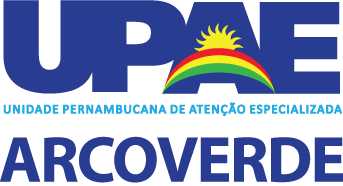 UPAE
UNIDADE PERNAMBUCANA DE ATENÇÃO ESPECIALIZADA
ARCOVERDE